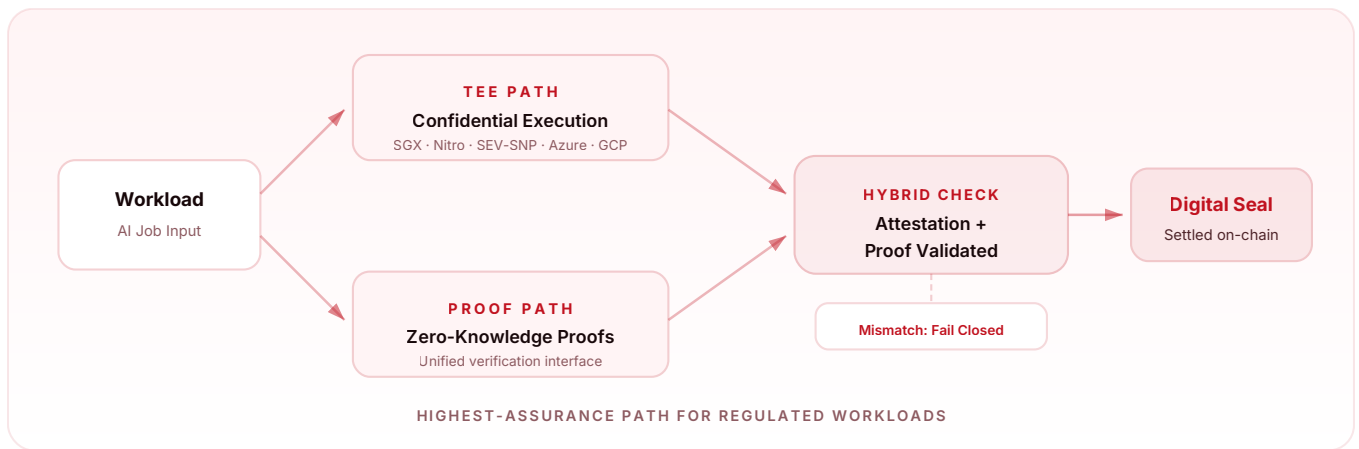 Workload
AI Job Input
TEE PATH
Confidential Execution
SGX · Nitro · SEV-SNP · Azure · GCP
PROOF PATH
Zero-Knowledge Proofs
Unified verification interface
HYBRID CHECK
Attestation +
Proof Validated
Mismatch: Fail Closed
Digital Seal
Settled on-chain
HIGHEST-ASSURANCE PATH FOR REGULATED WORKLOADS